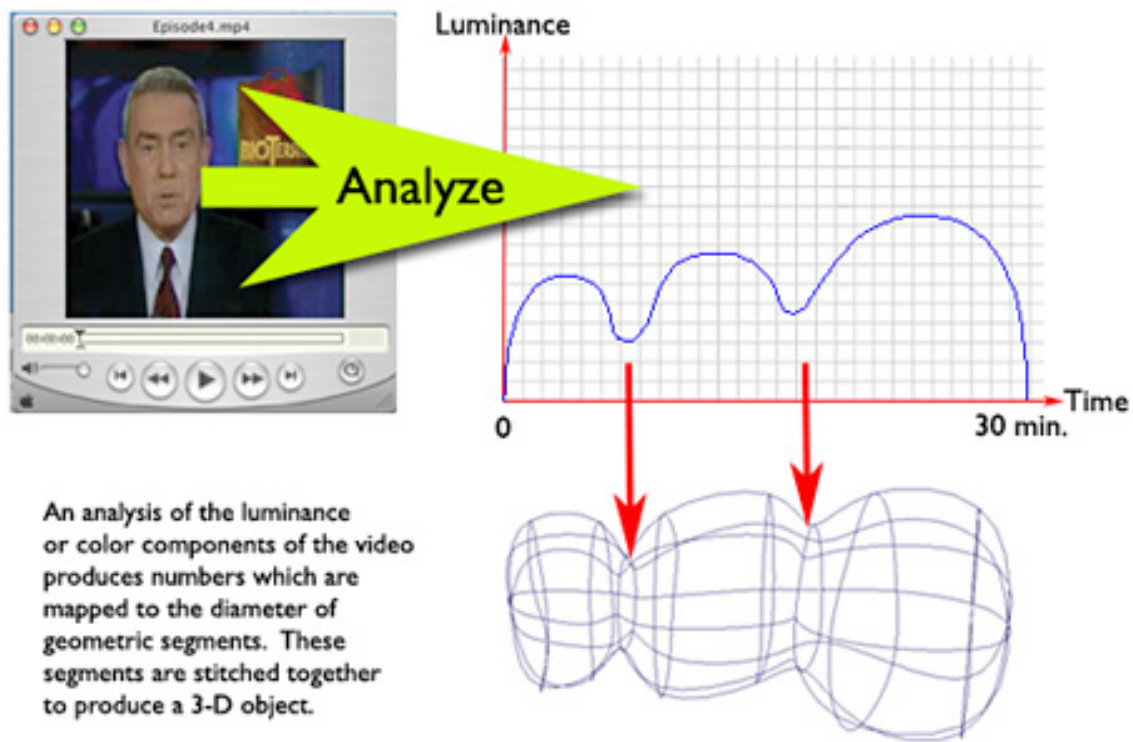 Episode4.mp4
Luminance
BIOTERR
Analyze
00:00:00
Time
0
30 min.
An analysis of the luminance
or color components of the video
produces numbers which are
mapped to the diameter of
geometric segments. These
segments are stitched together
to produce a 3-D object.